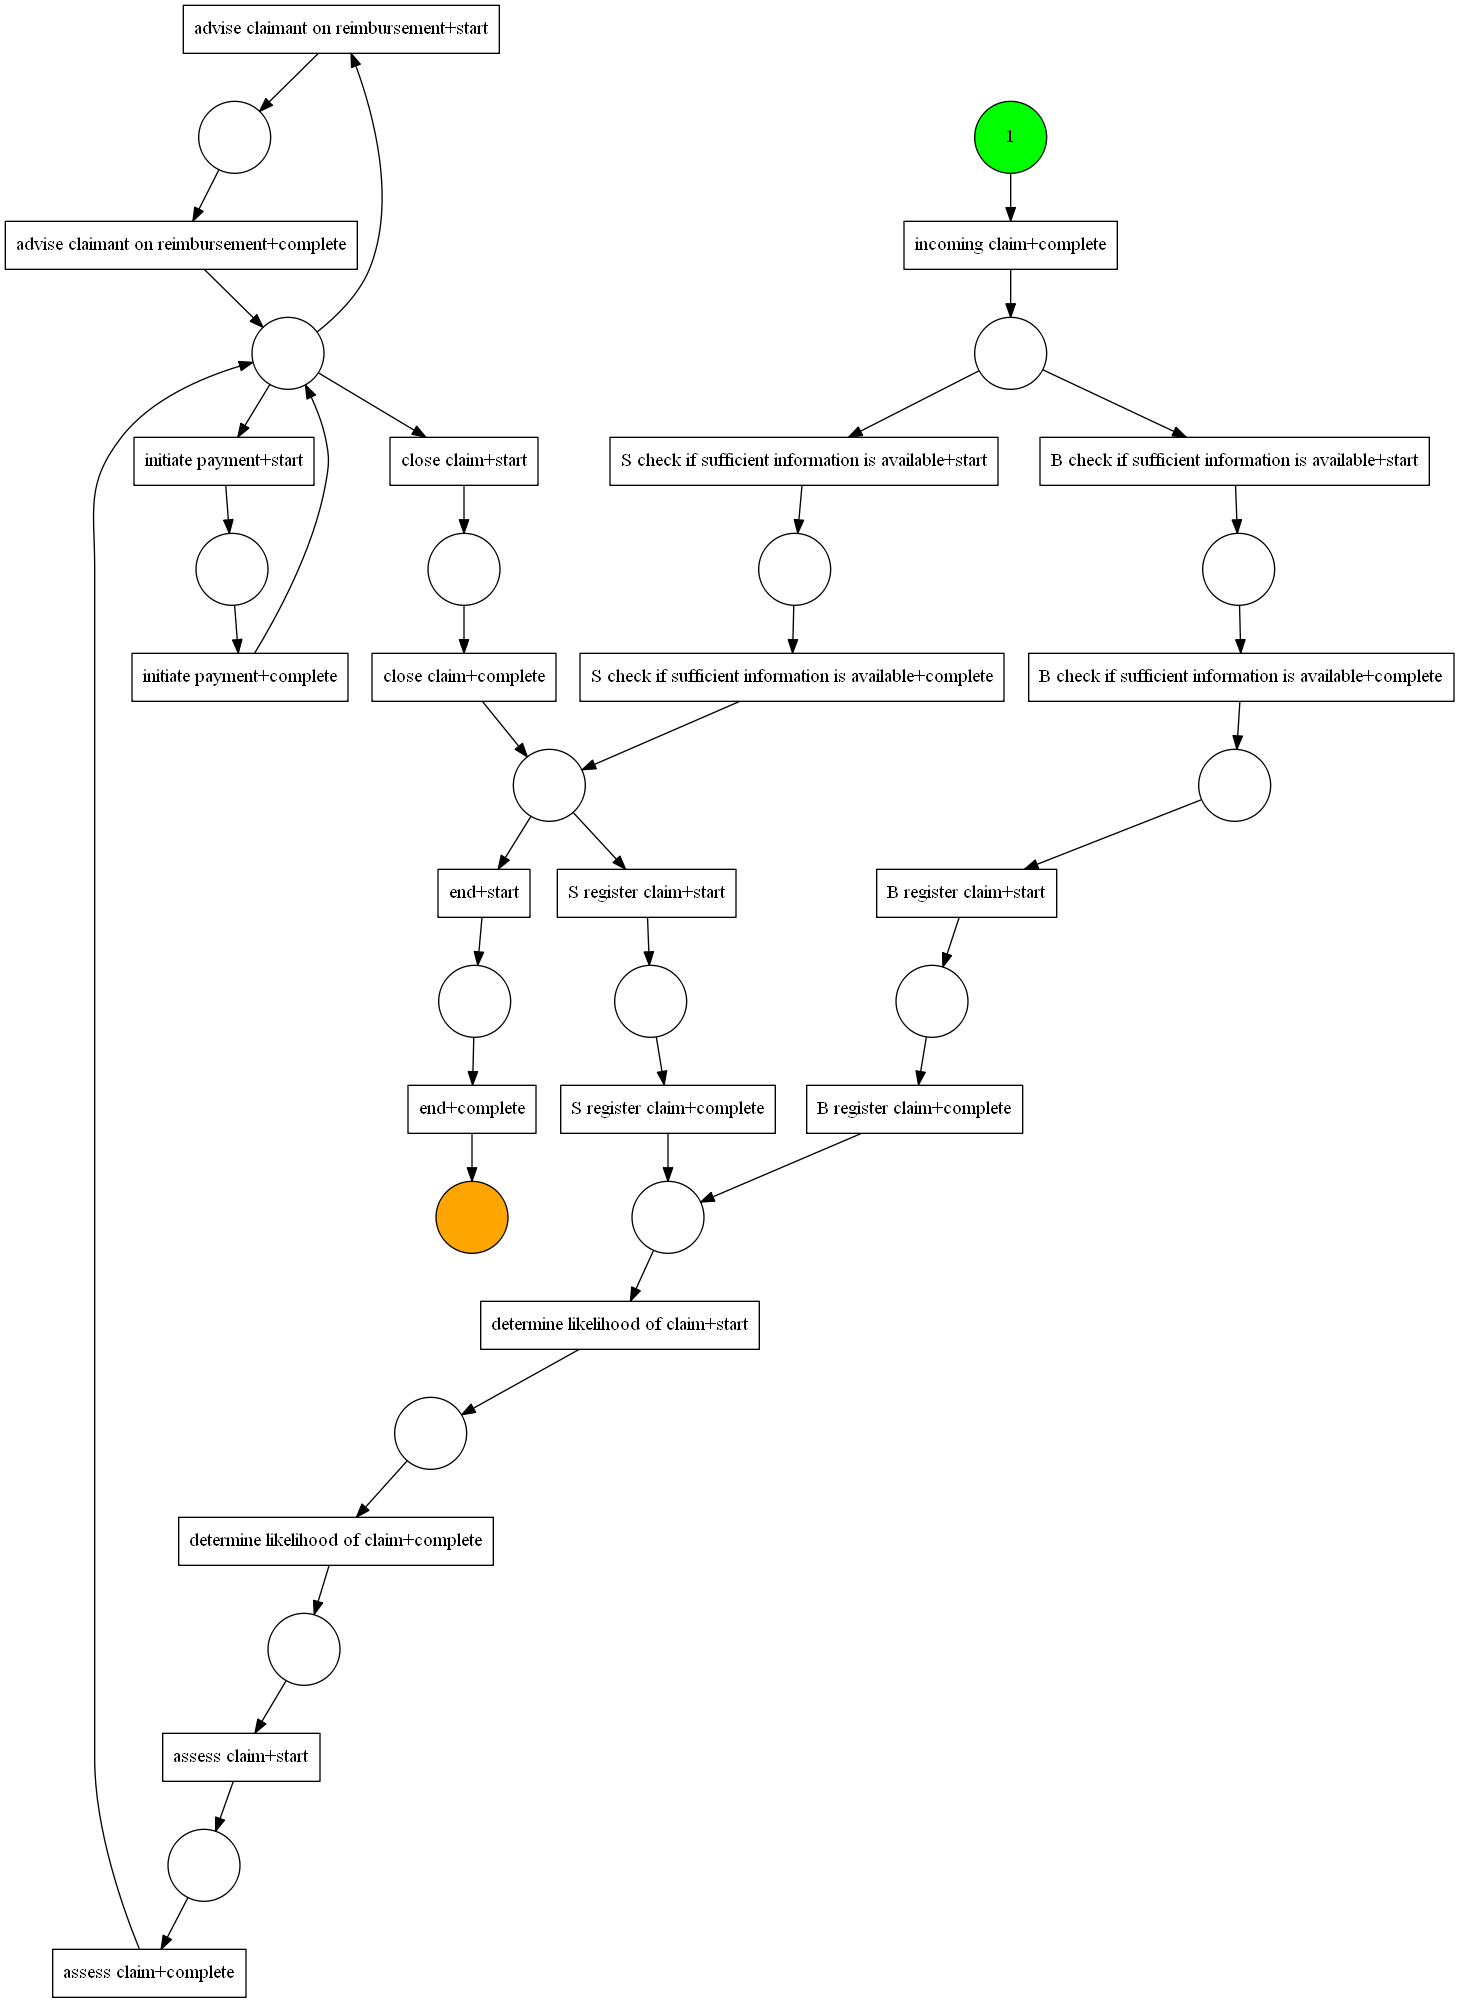 advise claimant on reimbursement+start
1
advise claimant on reimbursement+complete
incoming claim+complete
initiate payment+start
close claim+start
S check if sufficient information is available+start
B check if sufficient information is available+start
initiate payment+complete
close claim+complete
S check if sufficient information is available+complete
B check if sufficient information is available+complete
end+start
S register claim+start
B register claim+start
end+complete
S register claim+complete
B register claim+complete
determine likelihood of claim+start
determine likelihood of claim+complete
assess claim+start
assess claim+complete